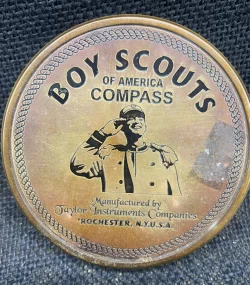 BOY SCOUTS
OF AMERICA
COMPASS
Manufactured by
Taylor Instruments Companies
ROCHESTER, N.Y. U.S.A.